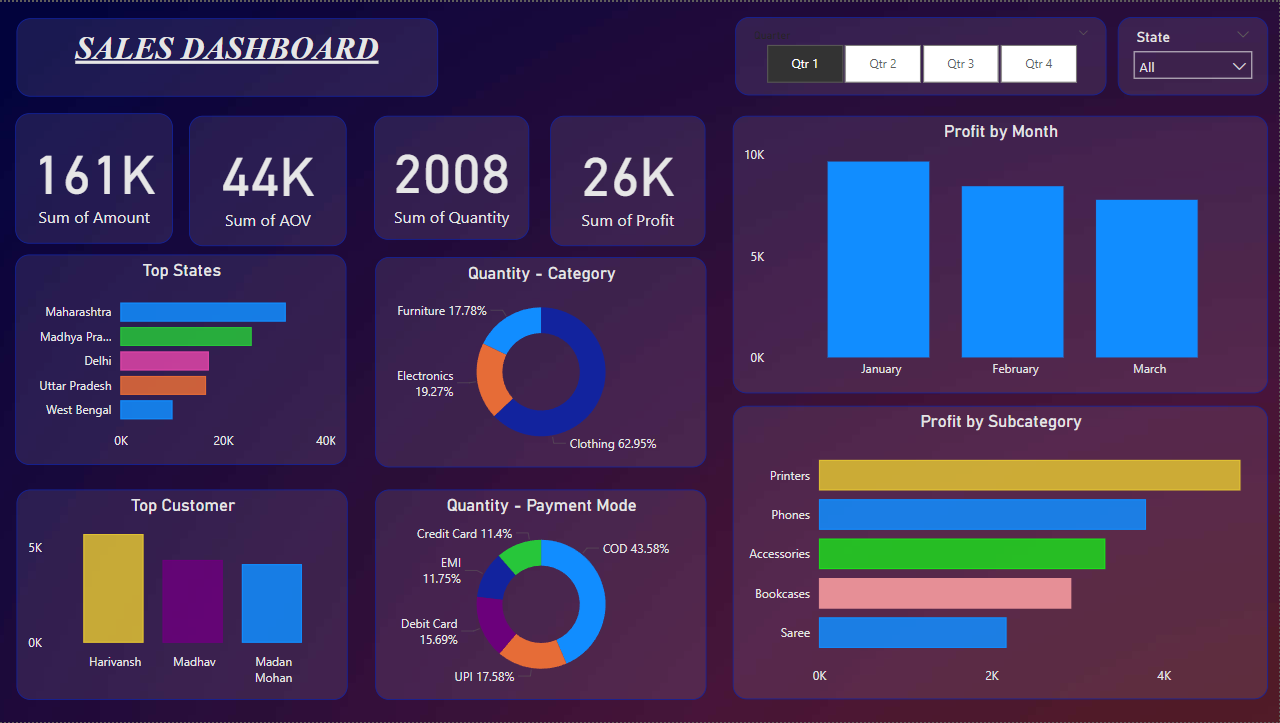 SALES DASHBOARD
Quarter
Qtr 1
Qtr 2
Qtr 3
Qtr 4
State
All
161K
Sum of Amount
44K
Sum of AOV
2008
Sum of Quantity
26K
Sum of Profit
Profit by Month
10K
5K
0K
January
February
March
Top States
Maharashtra
Madhya Pra...
Delhi
Uttar Pradesh
West Bengal
0K
20K
40K
Quantity - Category
Furniture 17.78%
Electronics
19.27%
Clothing 62.95%
Profit by Subcategory
Printers
Phones
Accessories
Bookcases
Saree
0K
2K
4K
Top Customer
5K
0K
Harivansh
Madhav
Madan
Mohan
Quantity - Payment Mode
Credit Card 11.4%
COD 43.58%
EMI
11.75%
Debit Card
15.69%
UPI 17.58%